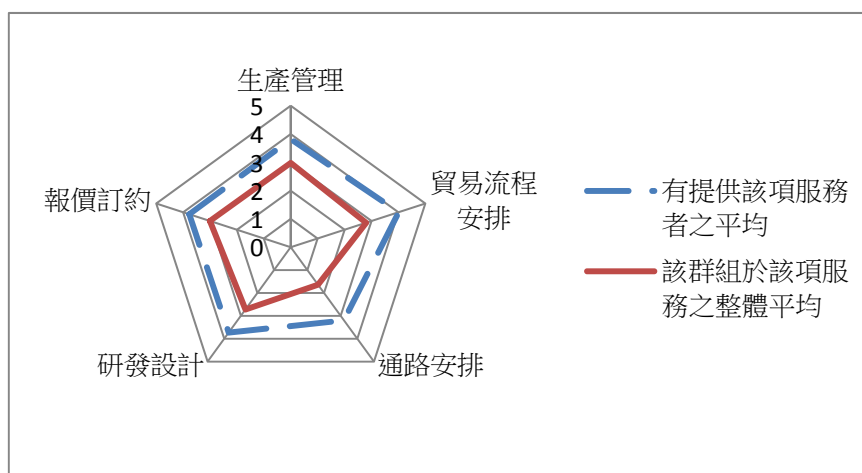 生產管理
5
4
3
2
1
0
貿易流程
安排
通路安排
研發設計
報價訂約
有提供該項服務
者之平均
該群組於該項服
務之整體平均